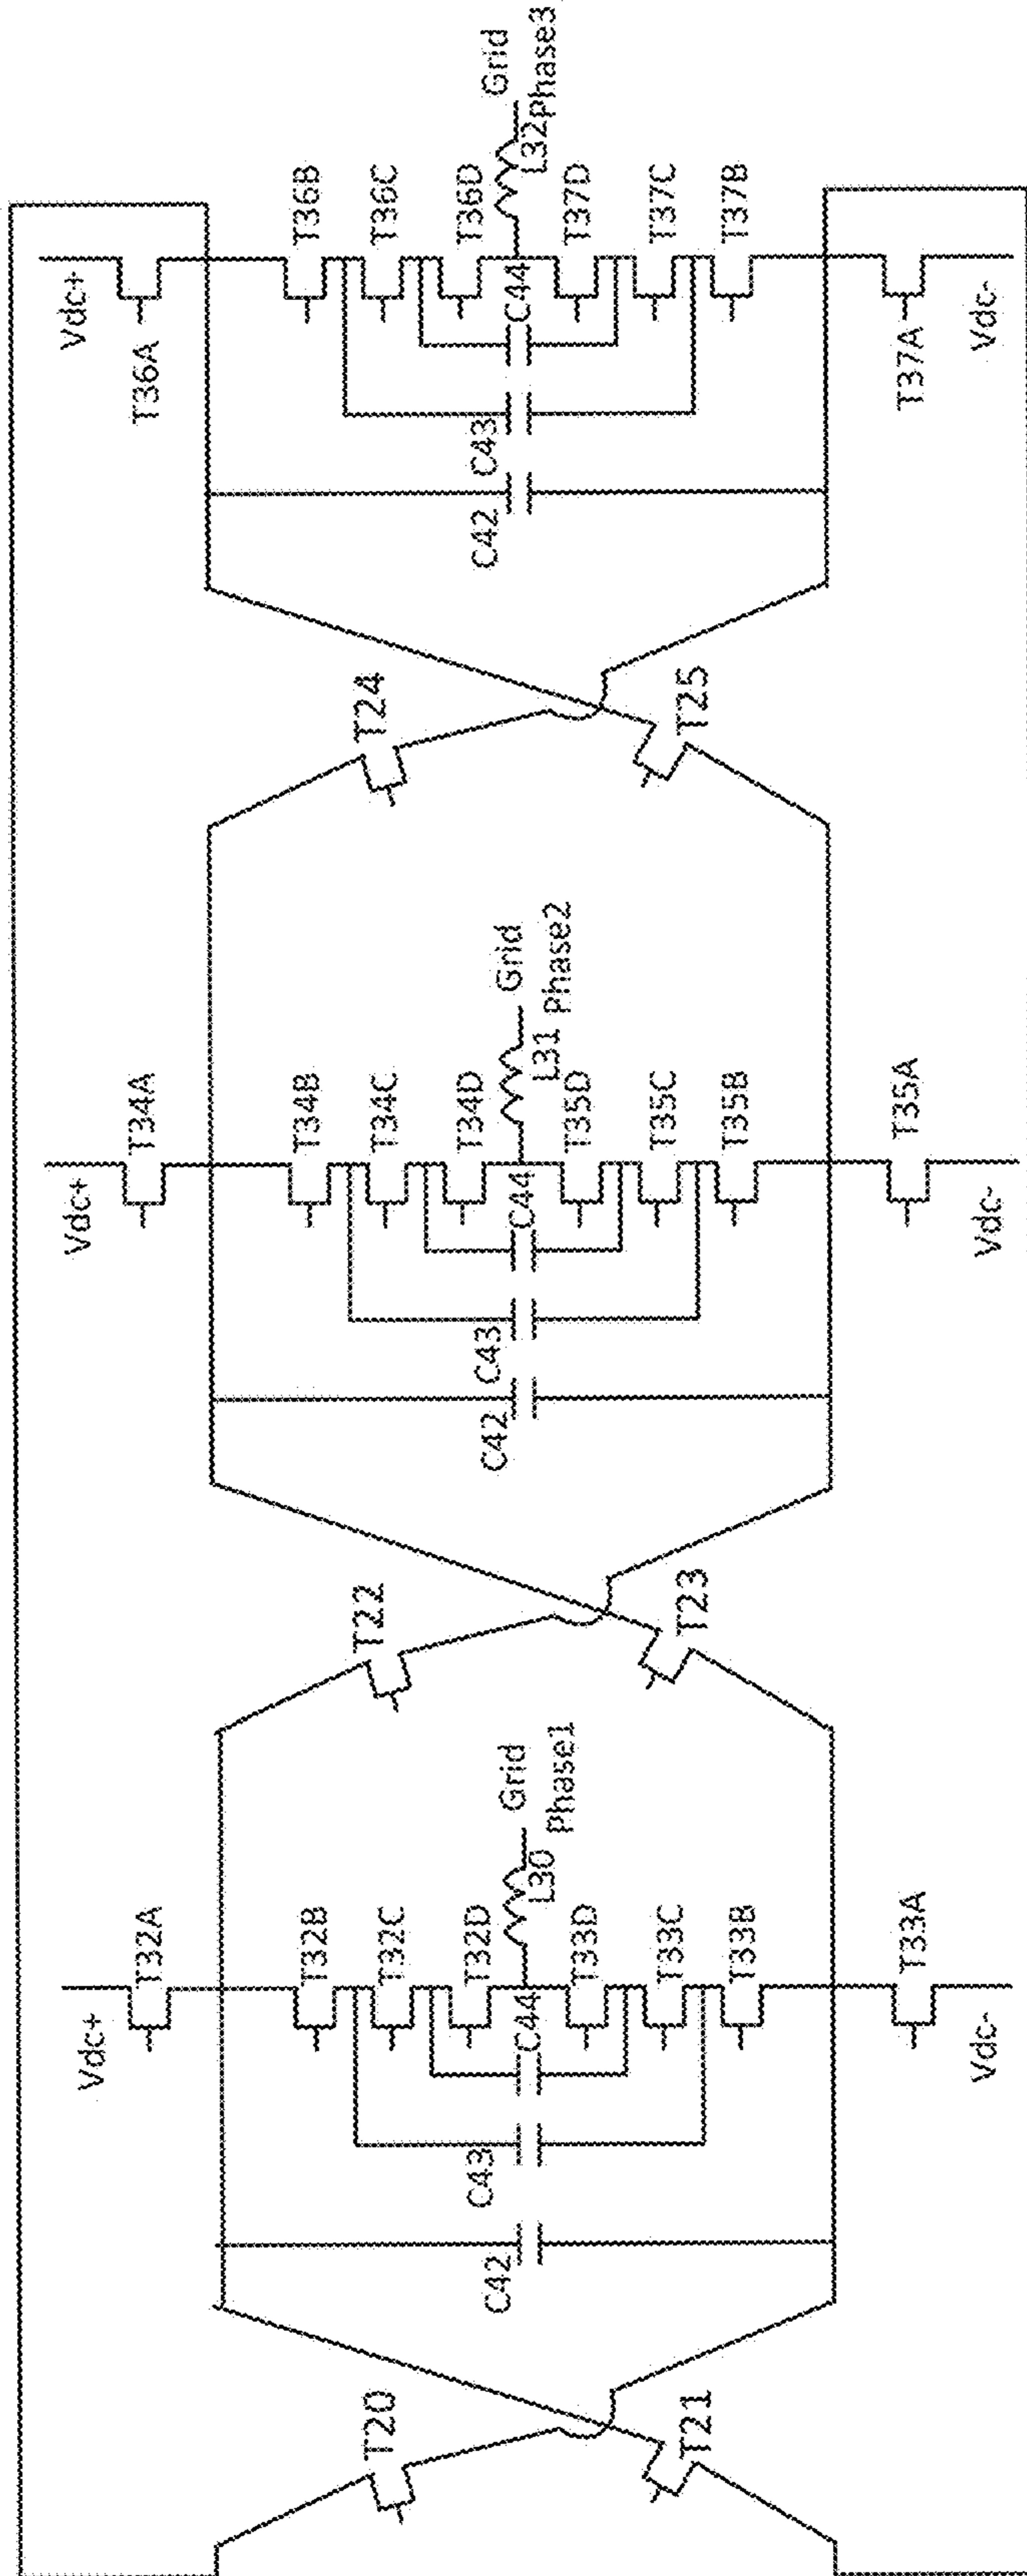 Vdc+
T36A
T36B
T36C
T36D
Grid
Phase3
L32
T37D
T37C
T37B
C44
C43
C42
T37A
Vdc-
T24
T25
Vdc+
T34A
T34B
T34C
T34D
Grid
Phase2
L31
T35D
T35C
T35B
C44
C43
C42
T35A
Vdc-
T22
T23
Vdc+
T32A
T32B
T32C
T32D
Grid
Phase1
L30
T33D
T33C
T33B
C44
C43
C42
T33A
Vdc-
T20
T21